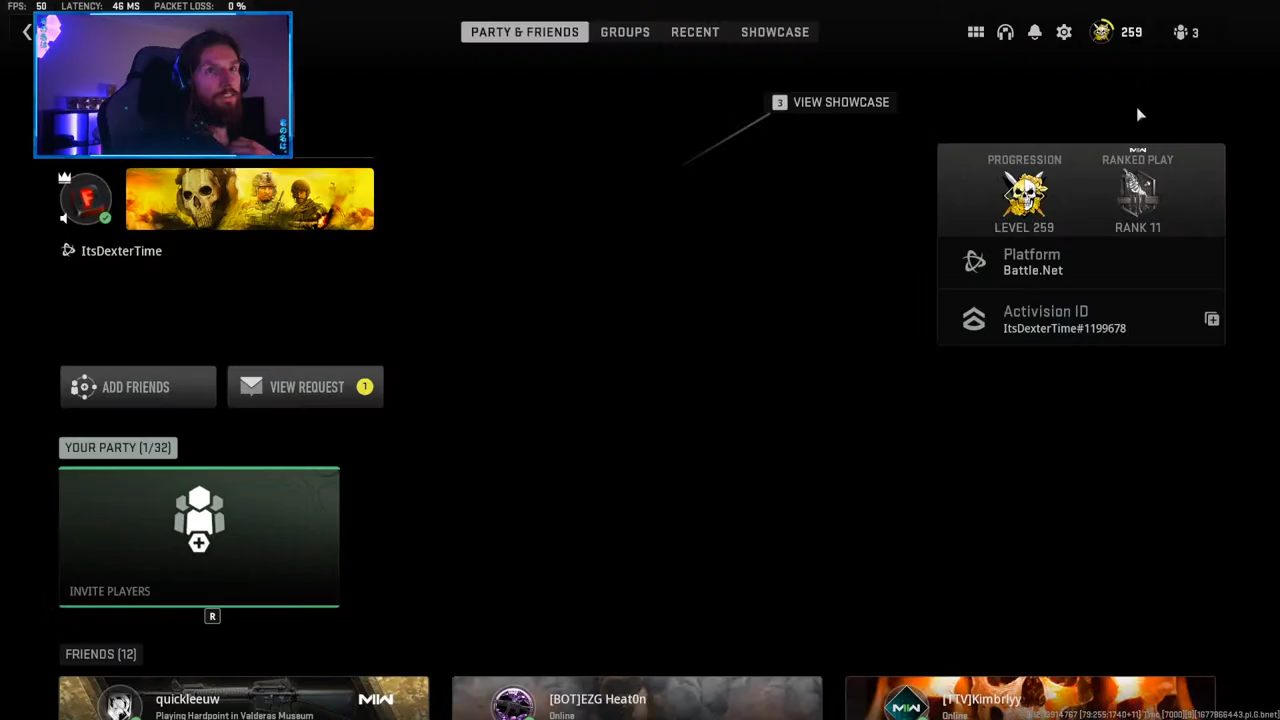 FPS: 50 LATENCY: 46 MS PACKET LOSS: 0 %
PARTY & FRIENDS GROUPS RECENT SHOWCASE
259
3
3 VIEW SHOWCASE
PROGRESSION
LEVEL 259
RANKED PLAY
RANK 11
Platform
Battle.Net
Activision ID
ItsDexterTime#1199678
F
ItsDexterTime
ADD FRIENDS
VIEW REQUEST 1
YOUR PARTY (1/32)
INVITE PLAYERS
R
FRIENDS (12)
quickleeuw
Playing Hardpoint in Valderas Museum
MW
[BOT]EZG Heat0n
Online
MW
[TTV]Kimbrlyy
Online